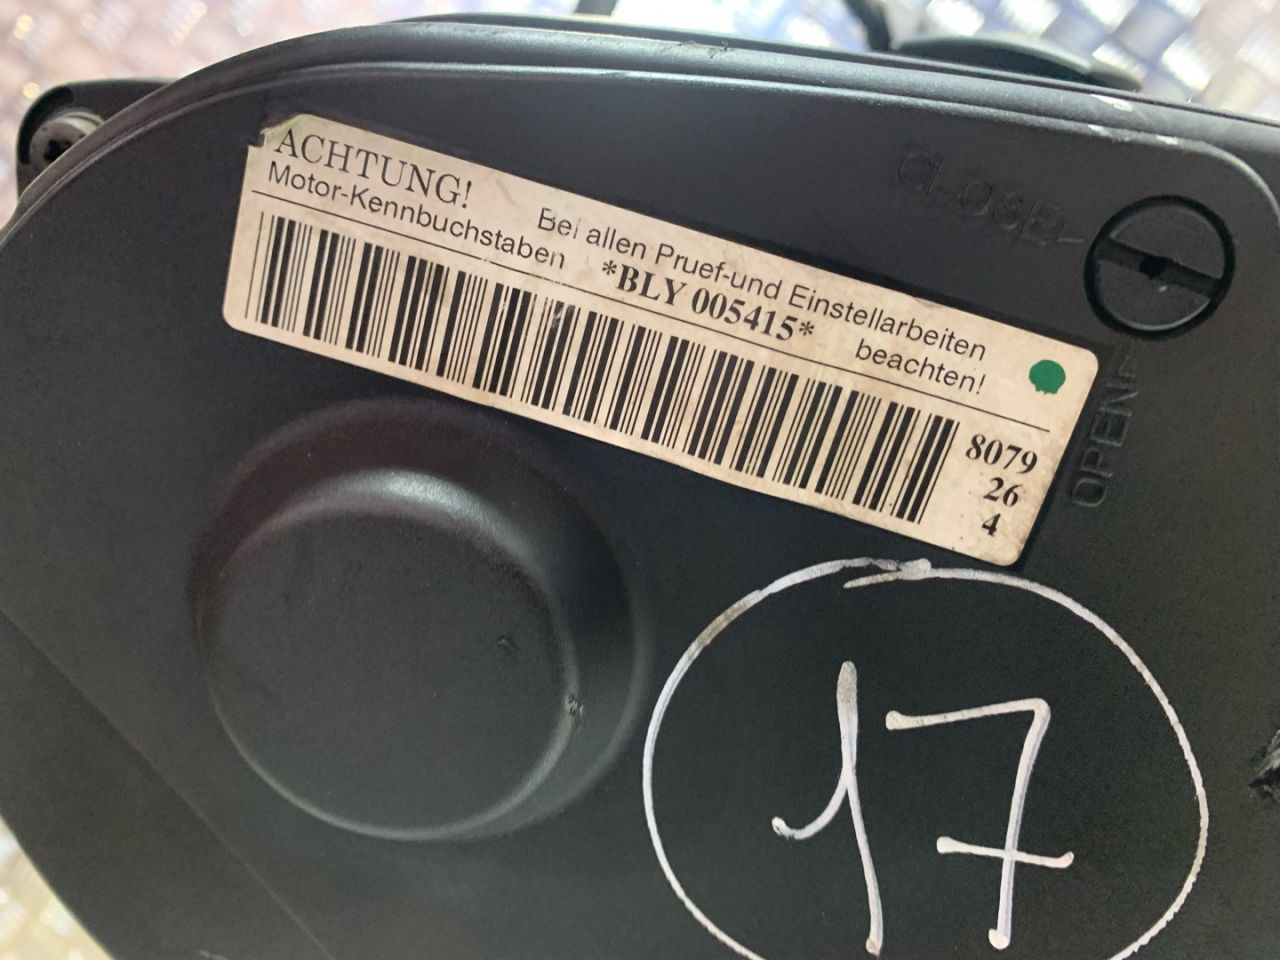 ACHTUNG! Bei allen Pruef-und Einstellarbeiten
Motor-Kennbuchstaben *BLY 005415* beachten!
8079
26
4
CLOSE
OPEN
17